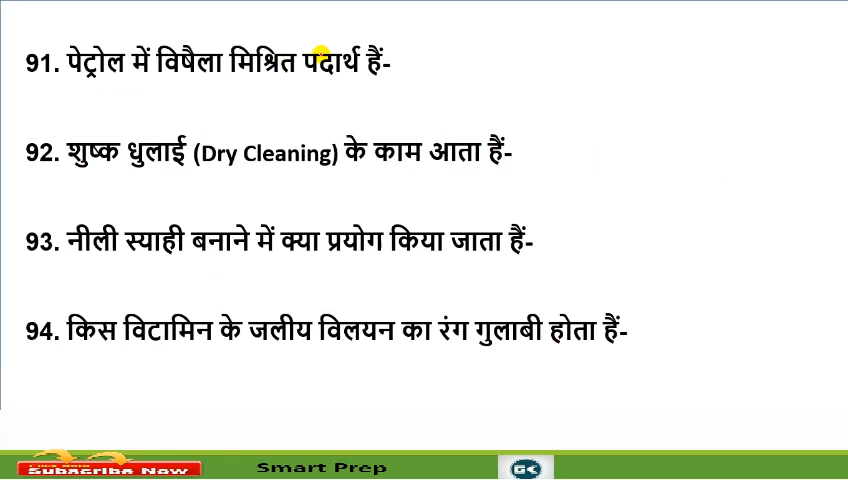 91. पेट्रोल में विषैला मिश्रित पदार्थ हैं-
92. शुष्क धुलाई (Dry Cleaning) के काम आता हैं-
93. नीली स्याही बनाने में क्या प्रयोग किया जाता हैं-
94. किस विटामिन के जलीय विलयन का रंग गुलाबी होता हैं-
Subscribe Now
Smart Prep
GK